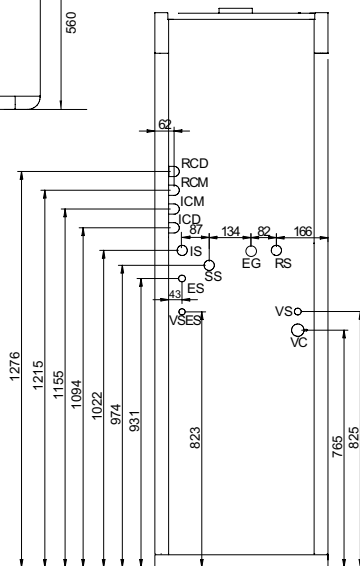 560
62
RCD
RCM
ICM
ICD
87
134
82
166
IS
SS
EG
RS
ES
43
VSES
VS
VC
1276
1215
1155
1094
1022
974
931
823
765
825